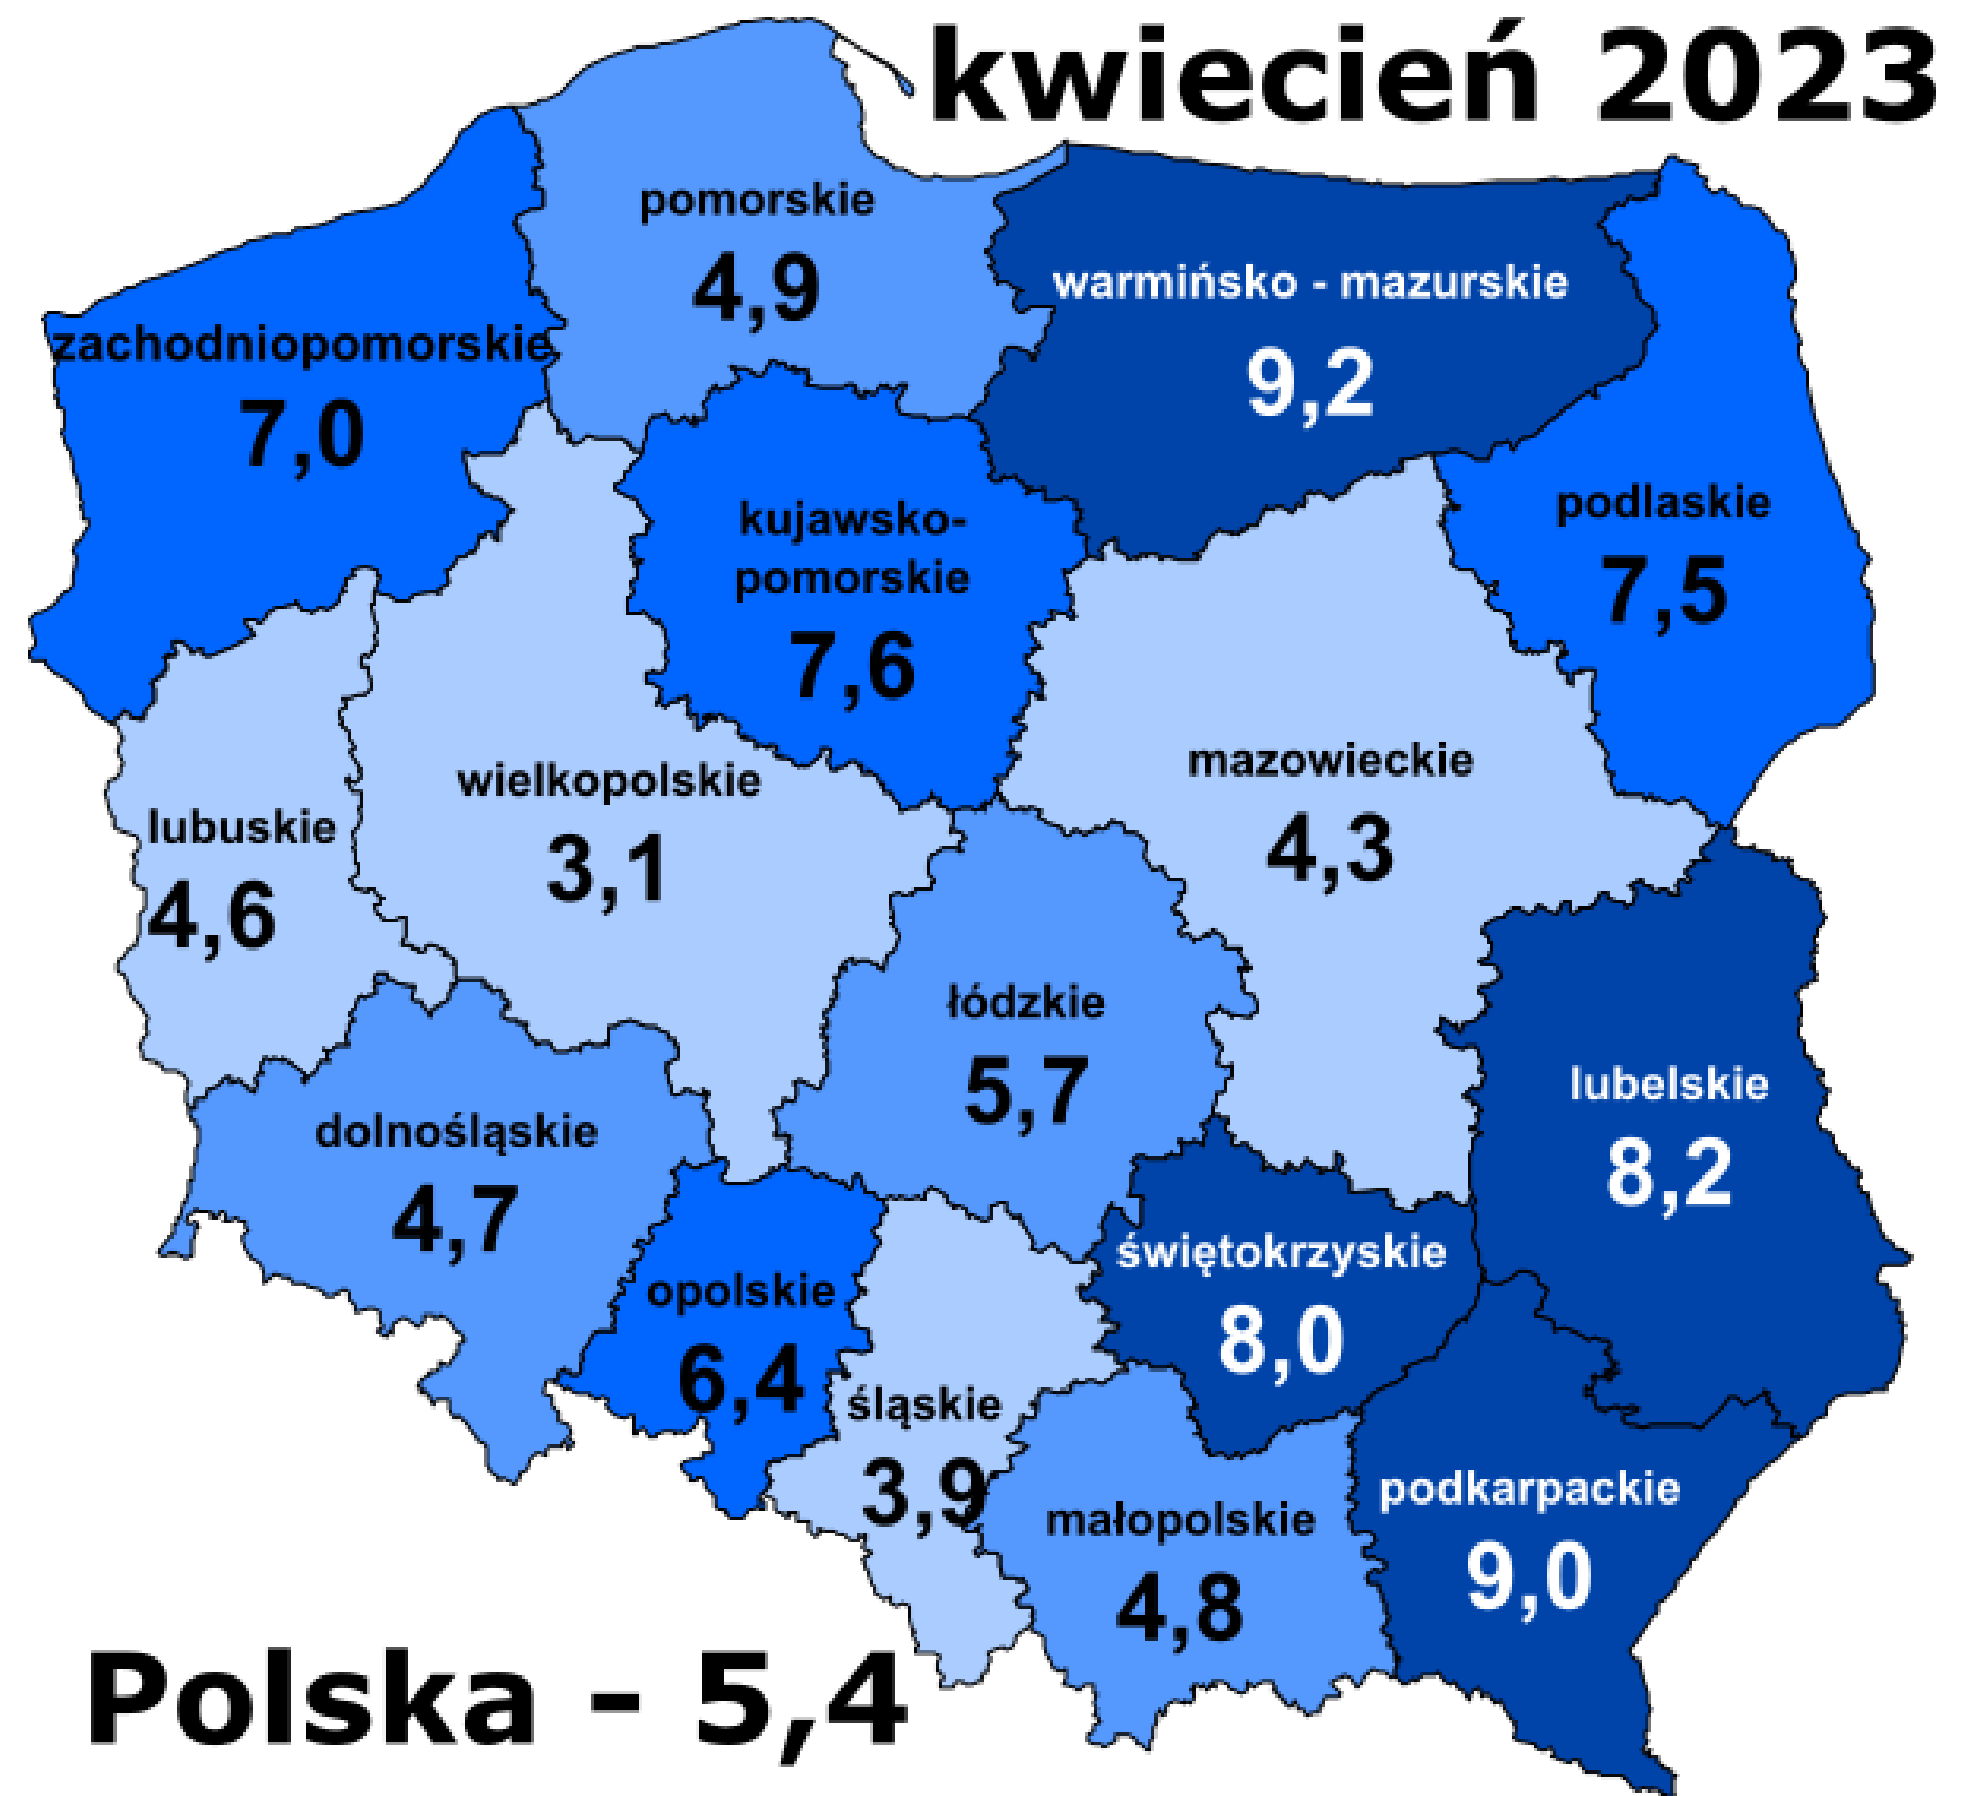 kwiecień 2023
pomorskie
4,9
warmińsko - mazurskie
9,2
zachodniopomorskie
7,0
podlaskie
7,5
kujawsko-
pomorskie
7,6
mazowieckie
4,3
wielkopolskie
3,1
lubuskie
4,6
łódzkie
5,7
lubelskie
8,2
dolnośląskie
4,7
świętokrzyskie
8,0
opolskie
6,4
śląskie
3,9
podkarpackie
9,0
małopolskie
4,8
Polska - 5,4